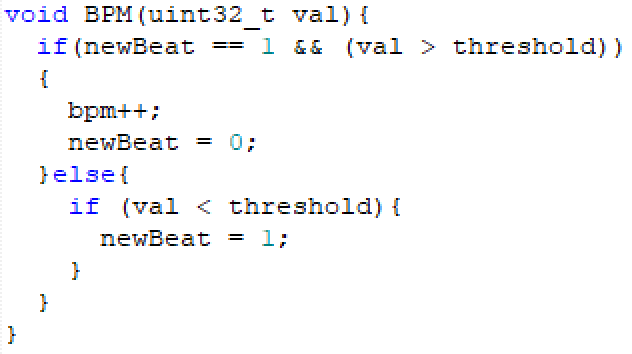 void BPM(uint32_t val){
  if(newBeat == 1 && (val > threshold))
  {
    bpm++;
    newBeat = 0;
  }else{
    if (val < threshold){
      newBeat = 1;
    }
  }
}